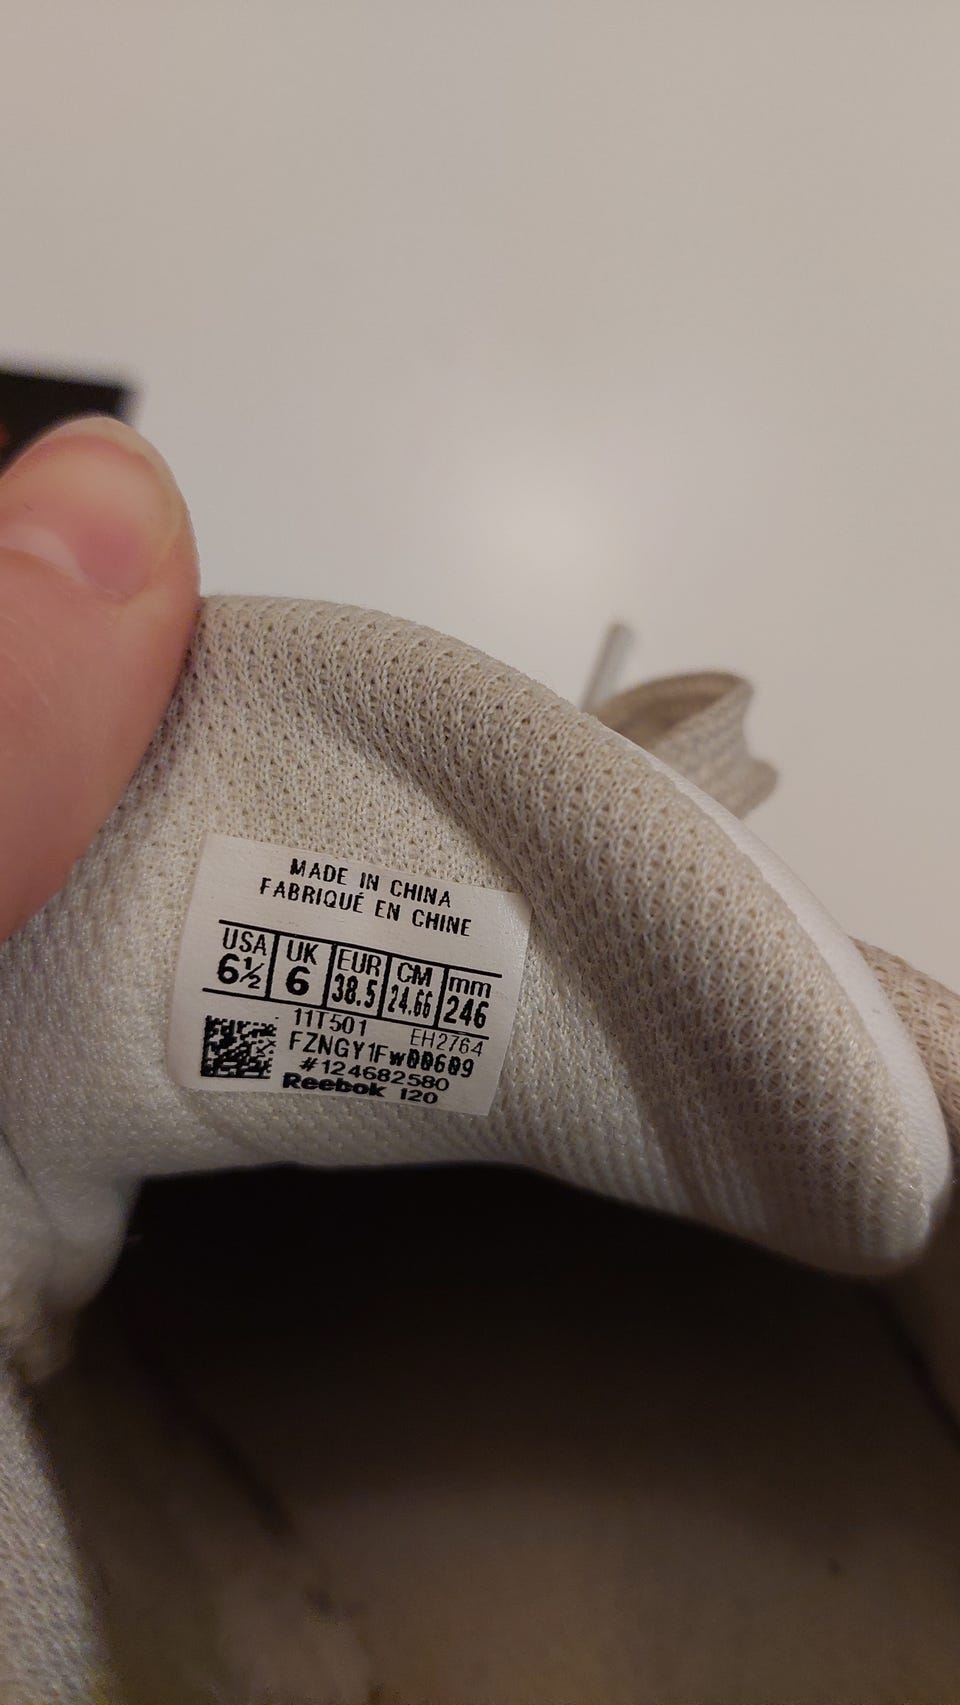 MADE IN CHINA
FABRIQUÉ EN CHINE
USA UK EUR CM mm
6½ 6 38.5 24.66 246
11T501 EH2764
FZNGY1Fw00609
#124682580
Reebok 120